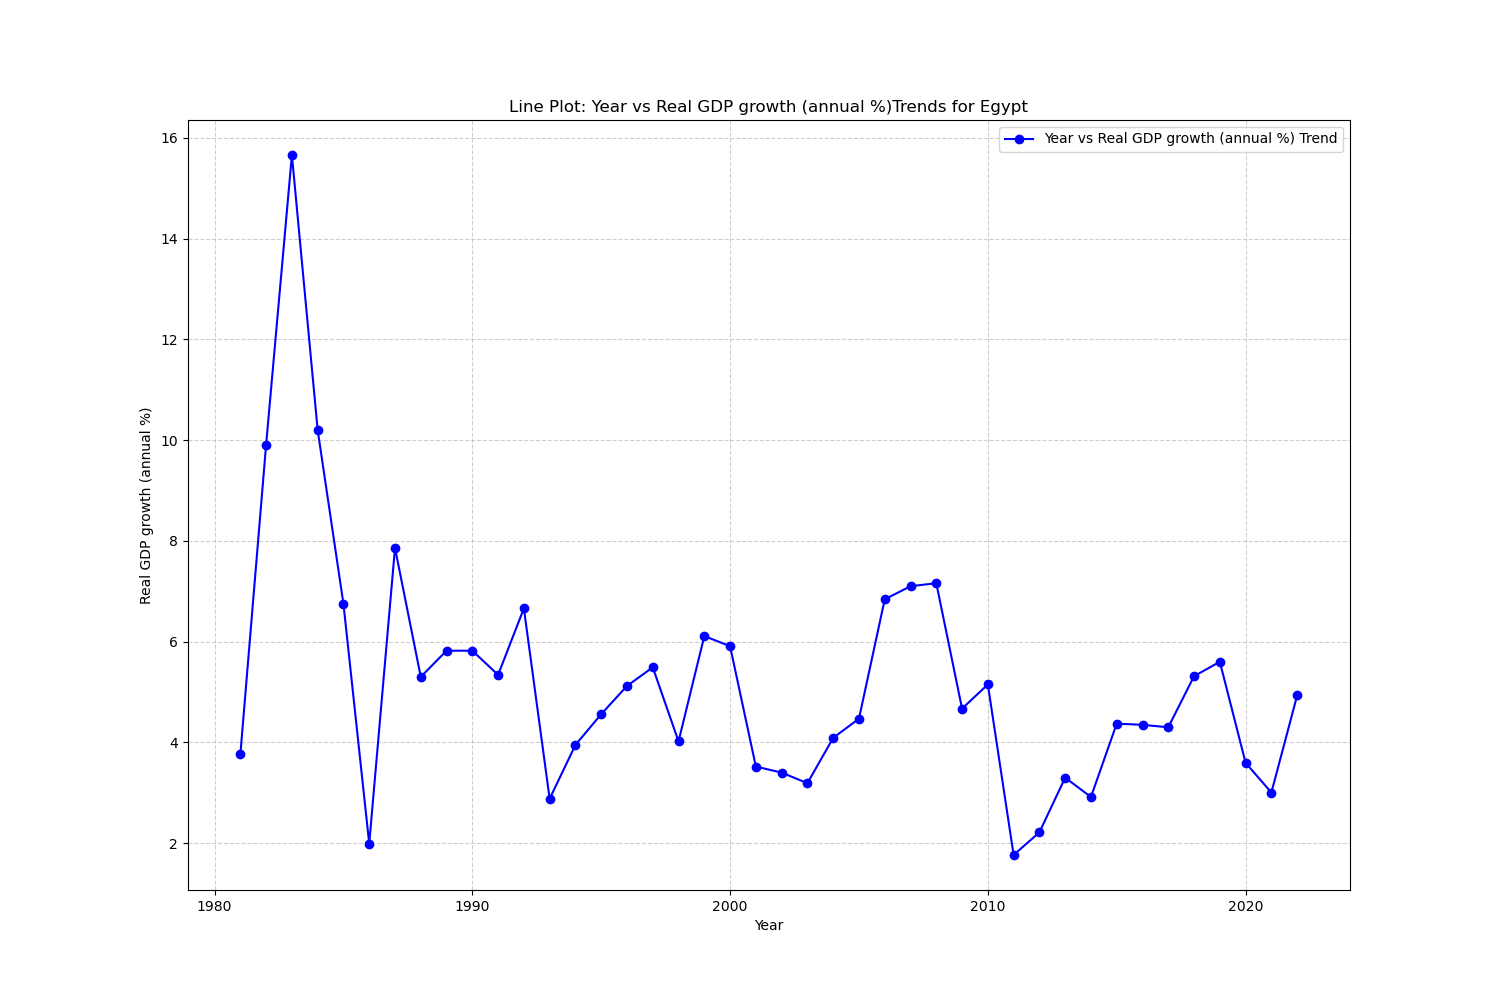 Line Plot: Year vs Real GDP growth (annual %)Trends for Egypt
Year vs Real GDP growth (annual %) Trend
Real GDP growth (annual %)
16
14
12
10
8
6
4
2
1980 1990 2000 2010 2020
Year